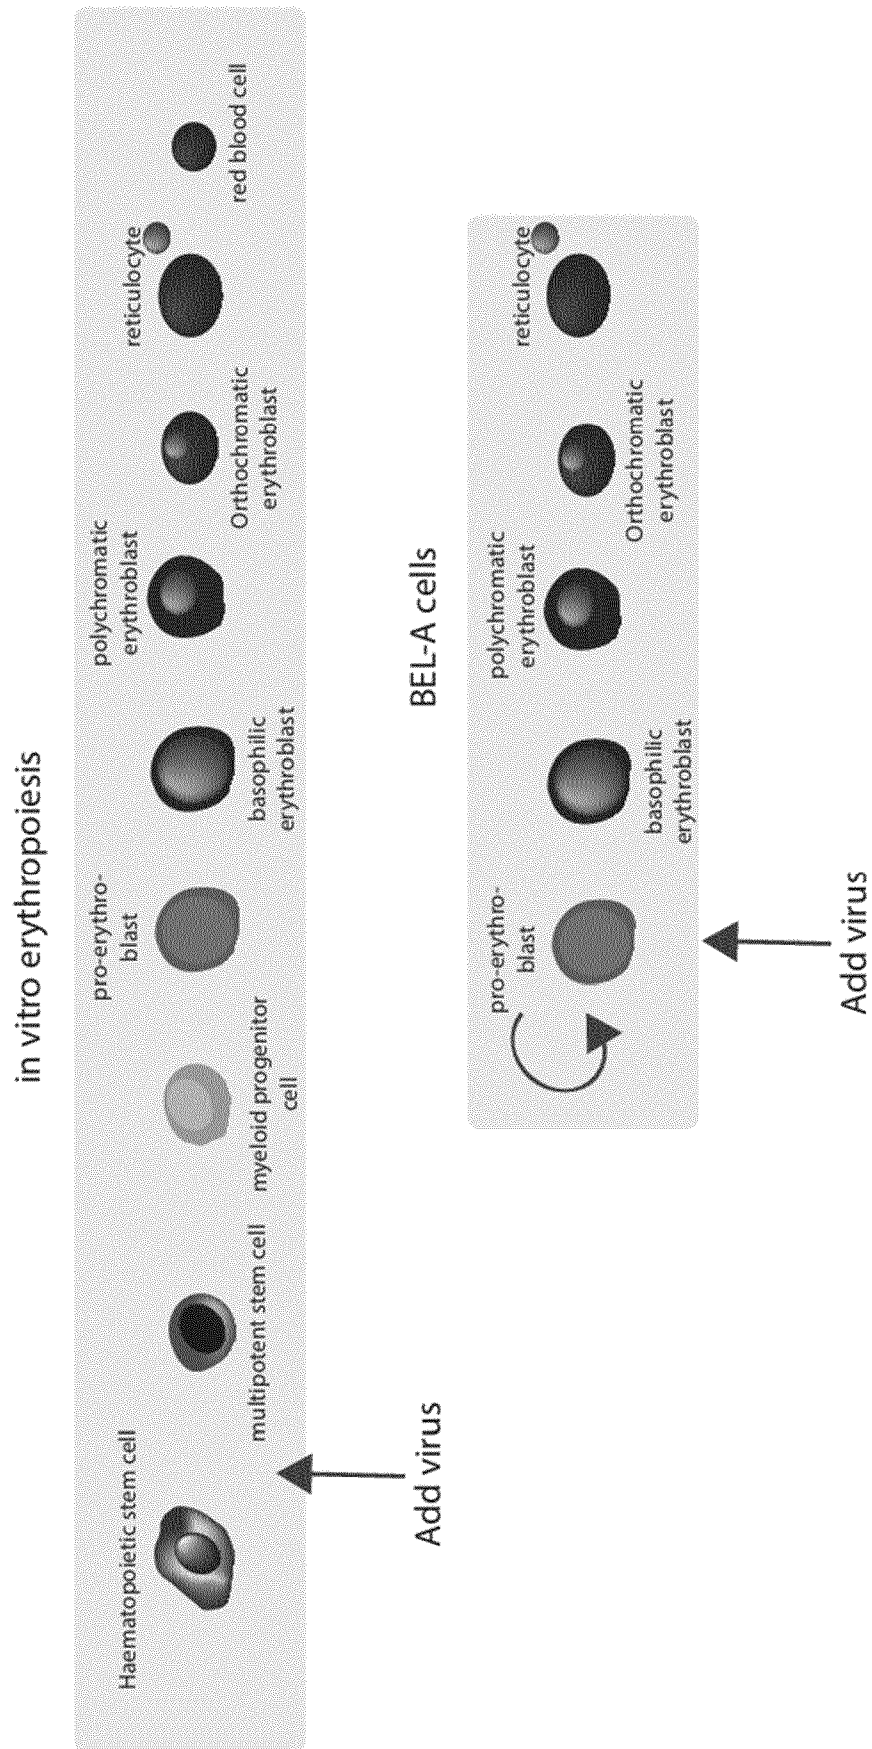 in vitro erythropoiesis
Haematopoietic stem cell
multipotent stem cell
myeloid progenitor
cell
pro-erythro-
blast
basophilic
erythroblast
polychromatic
erythroblast
Orthochromatic
erythroblast
reticulocyte
red blood cell
Add virus
BEL-A cells
pro-erythro-
blast
basophilic
erythroblast
polychromatic
erythroblast
Orthochromatic
erythroblast
reticulocyte
Add virus